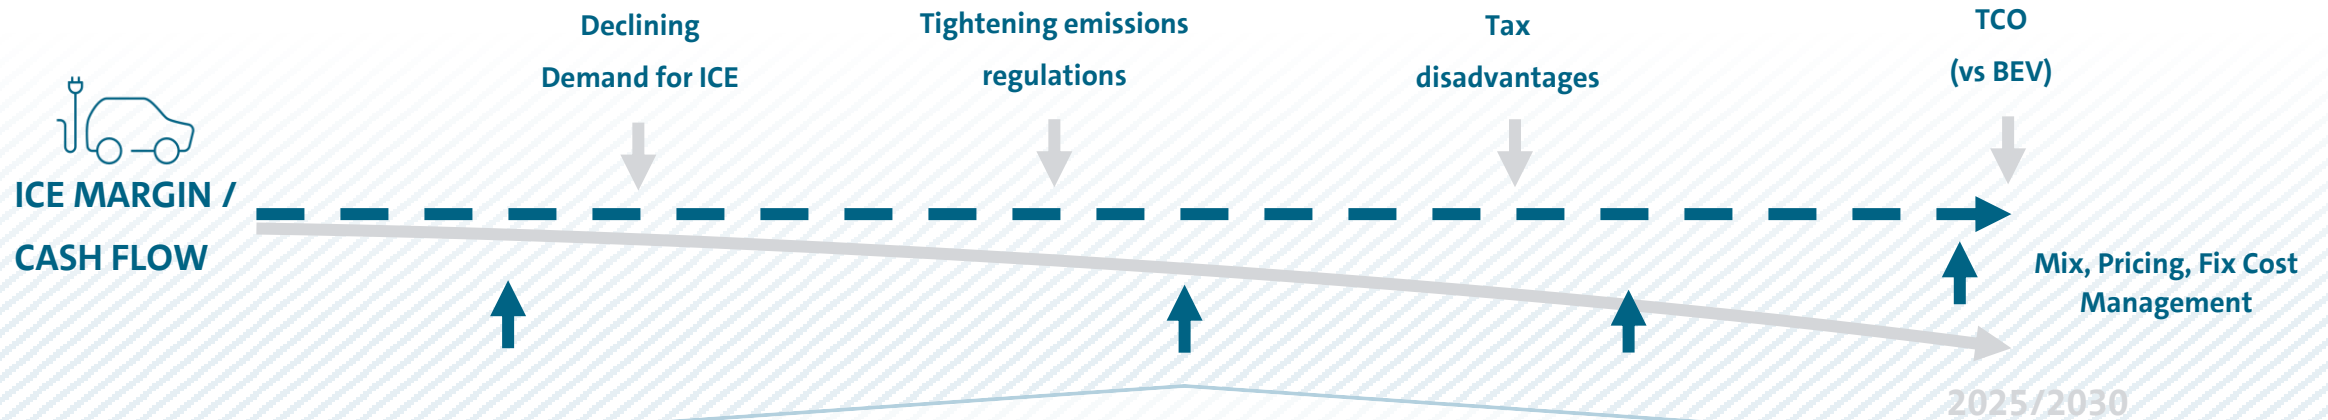 Declining
Demand for ICE
Tightening emissions
regulations
Tax
disadvantages
TCO
(vs BEV)
ICE MARGIN /
CASH FLOW
Mix, Pricing, Fix Cost
Management
2025/2030